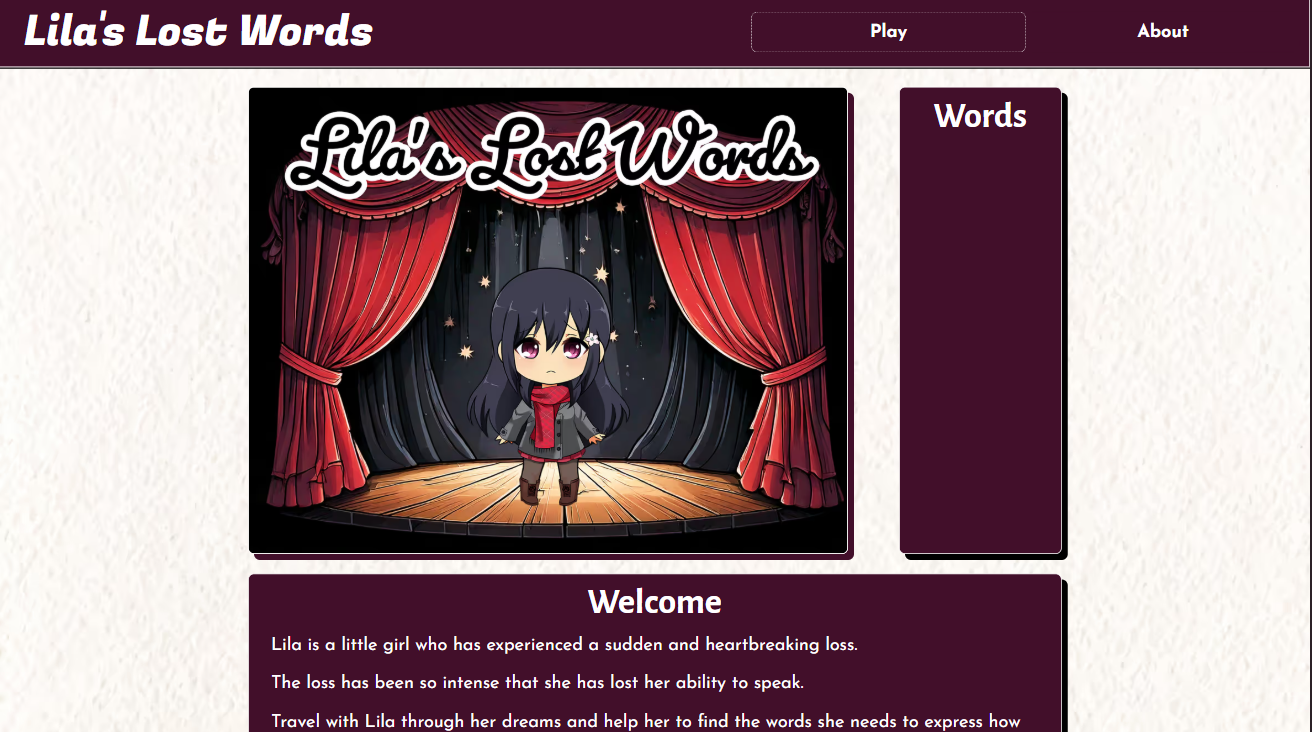 Lila's Lost Words
Play
About
Lila's Lost Words
Words
Welcome
Lila is a little girl who has experienced a sudden and heartbreaking loss.
The loss has been so intense that she has lost her ability to speak.
Travel with Lila through her dreams and help her to find the words she needs to express how